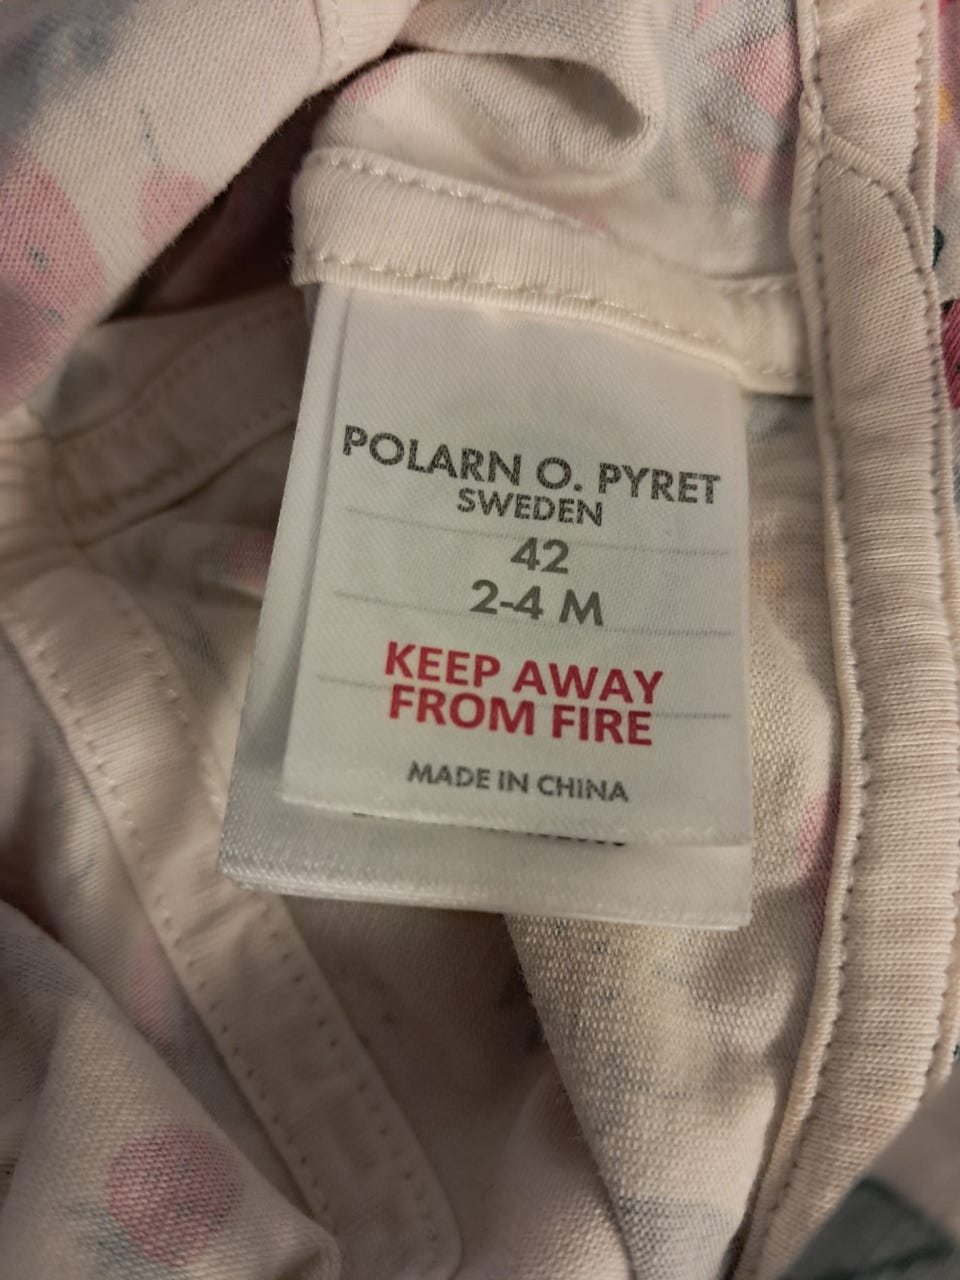 POLARN O. PYRET
SWEDEN
42
2-4 M
KEEP AWAY
FROM FIRE
MADE IN CHINA